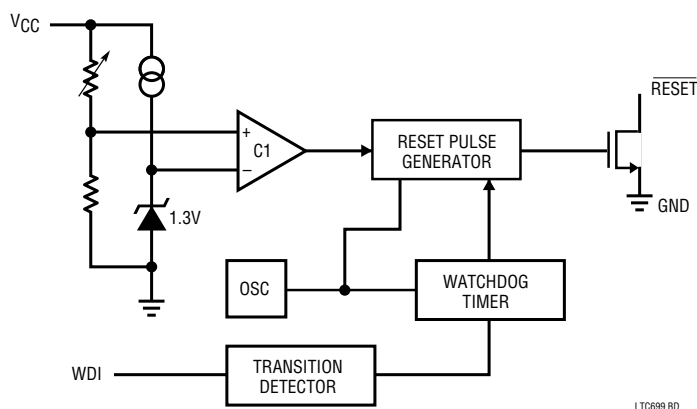 VCC
+
−
C1
1.3V
RESET PULSE
GENERATOR
RESET
GND
OSC
WATCHDOG
TIMER
WDI
TRANSITION
DETECTOR
LTC699 BD